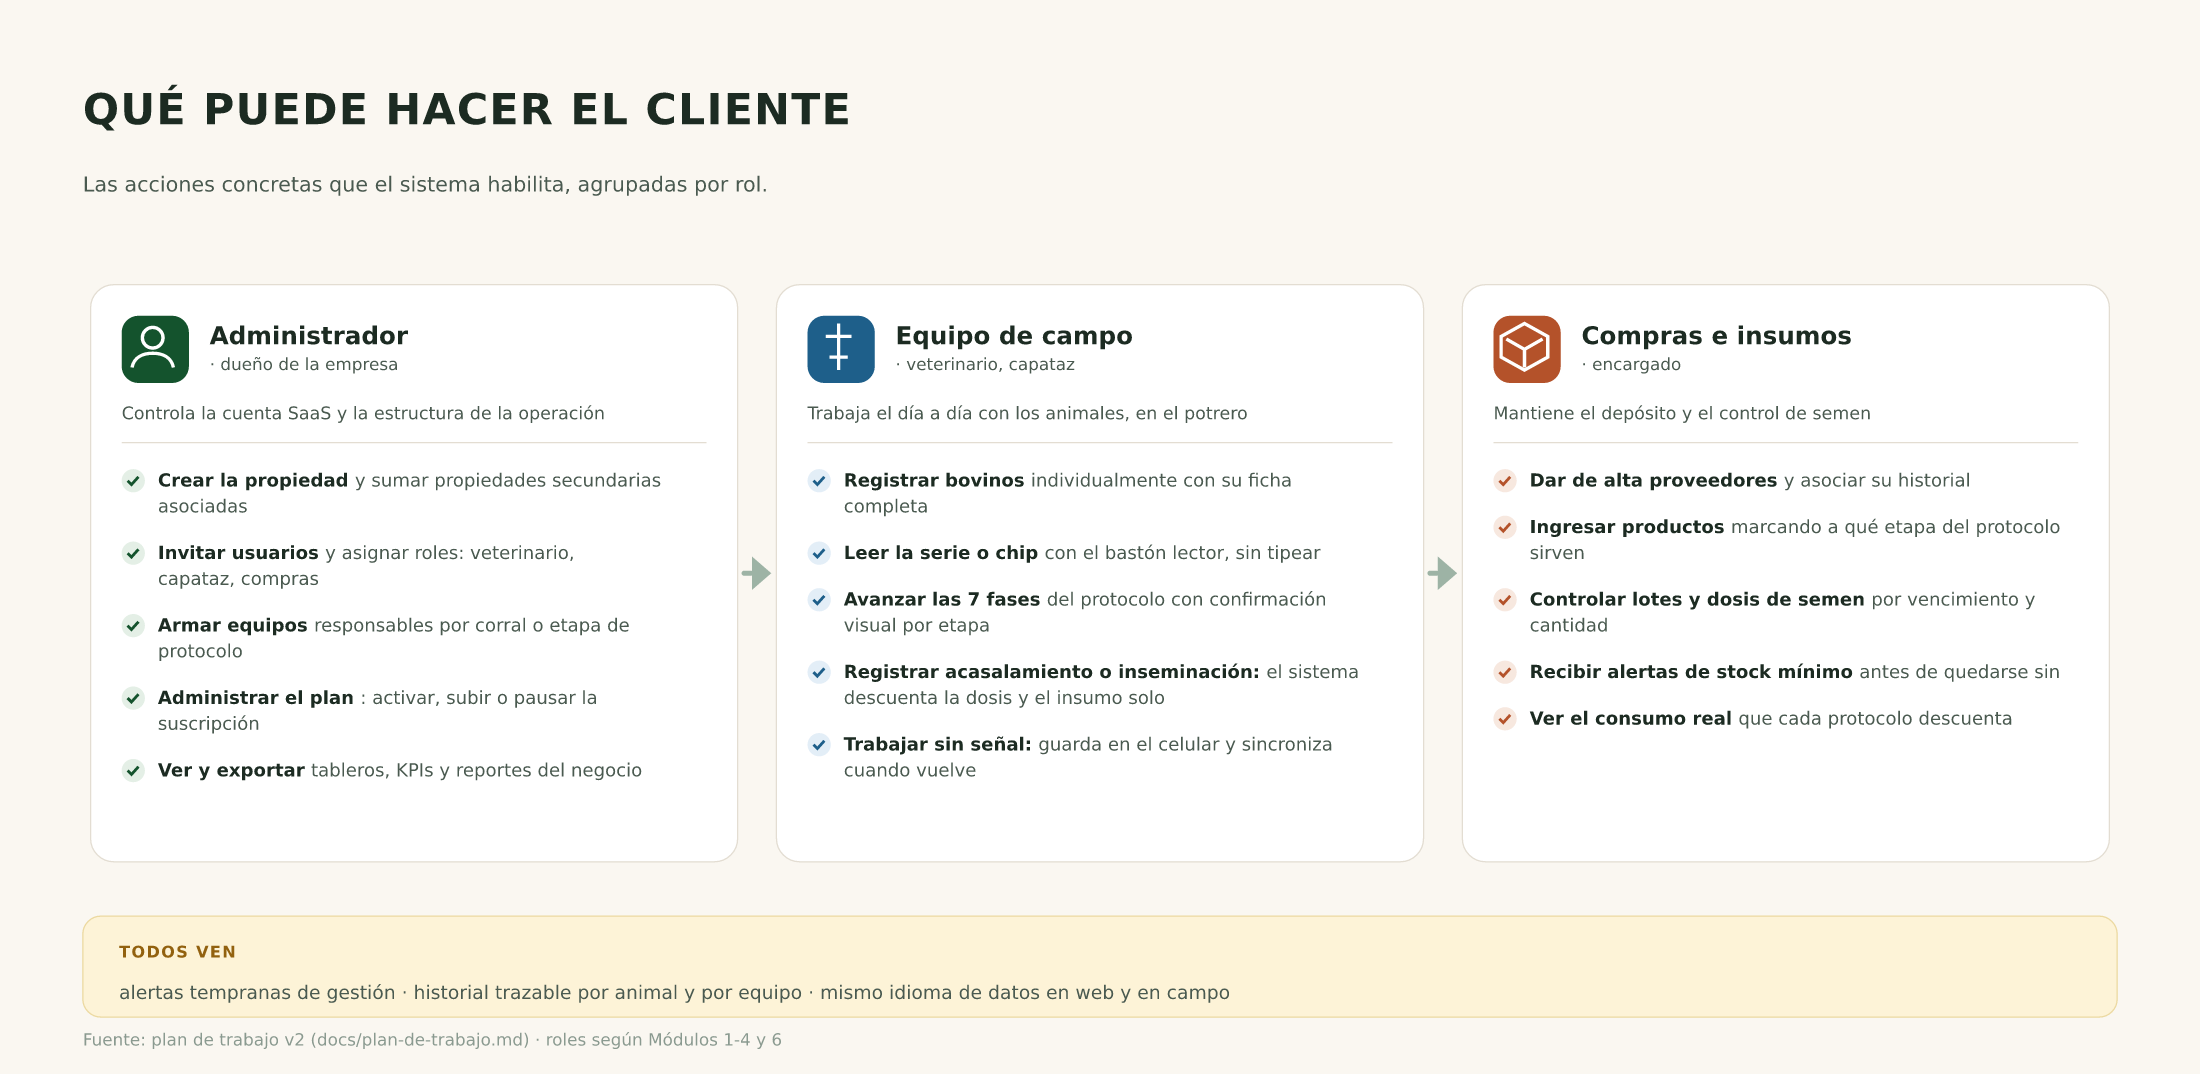 QUÉ PUEDE HACER EL CLIENTE
Las acciones concretas que el sistema habilita, agrupadas por rol.
Administrador
· dueño de la empresa
Controla la cuenta SaaS y la estructura de la operación
Crear la propiedad y sumar propiedades secundarias
asociadas
Invitar usuarios y asignar roles: veterinario,
capataz, compras
Armar equipos responsables por corral o etapa de
protocolo
Administrar el plan : activar, subir o pausar la
suscripción
Ver y exportar tableros, KPIs y reportes del negocio
Equipo de campo
· veterinario, capataz
Trabaja el día a día con los animales, en el potrero
Registrar bovinos individualmente con su ficha
completa
Leer la serie o chip con el bastón lector, sin tipear
Avanzar las 7 fases del protocolo con confirmación
visual por etapa
Registrar acasalamiento o inseminación: el sistema
descuenta la dosis y el insumo solo
Trabajar sin señal: guarda en el celular y sincroniza
cuando vuelve
Compras e insumos
· encargado
Mantiene el depósito y el control de semen
Dar de alta proveedores y asociar su historial
Ingresar productos marcando a qué etapa del protocolo
sirven
Controlar lotes y dosis de semen por vencimiento y
cantidad
Recibir alertas de stock mínimo antes de quedarse sin
Ver el consumo real que cada protocolo descuenta
TODOS VEN
alertas tempranas de gestión · historial trazable por animal y por equipo · mismo idioma de datos en web y en campo
Fuente: plan de trabajo v2 (docs/plan-de-trabajo.md) · roles según Módulos 1-4 y 6